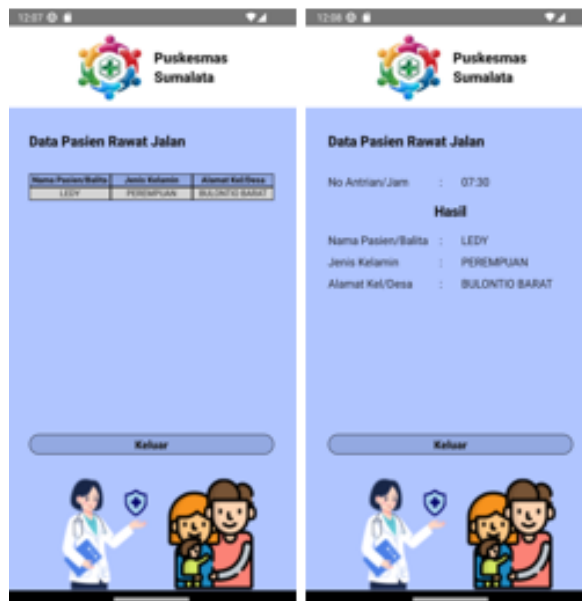 12:07
Puskesmas
Sumalata
Data Pasien Rawat Jalan
Nama Pasien/Balita Jenis Kelamin Alamat Kel/Desa
LEDY PEREMPUAN BULONTIO BARAT
Keluar
12:08
Puskesmas
Sumalata
Data Pasien Rawat Jalan
No Antrian/Jam : 07:30
Hasil
Nama Pasien/Balita : LEDY
Jenis Kelamin : PEREMPUAN
Alamat Kel/Desa : BULONTIO BARAT
Keluar